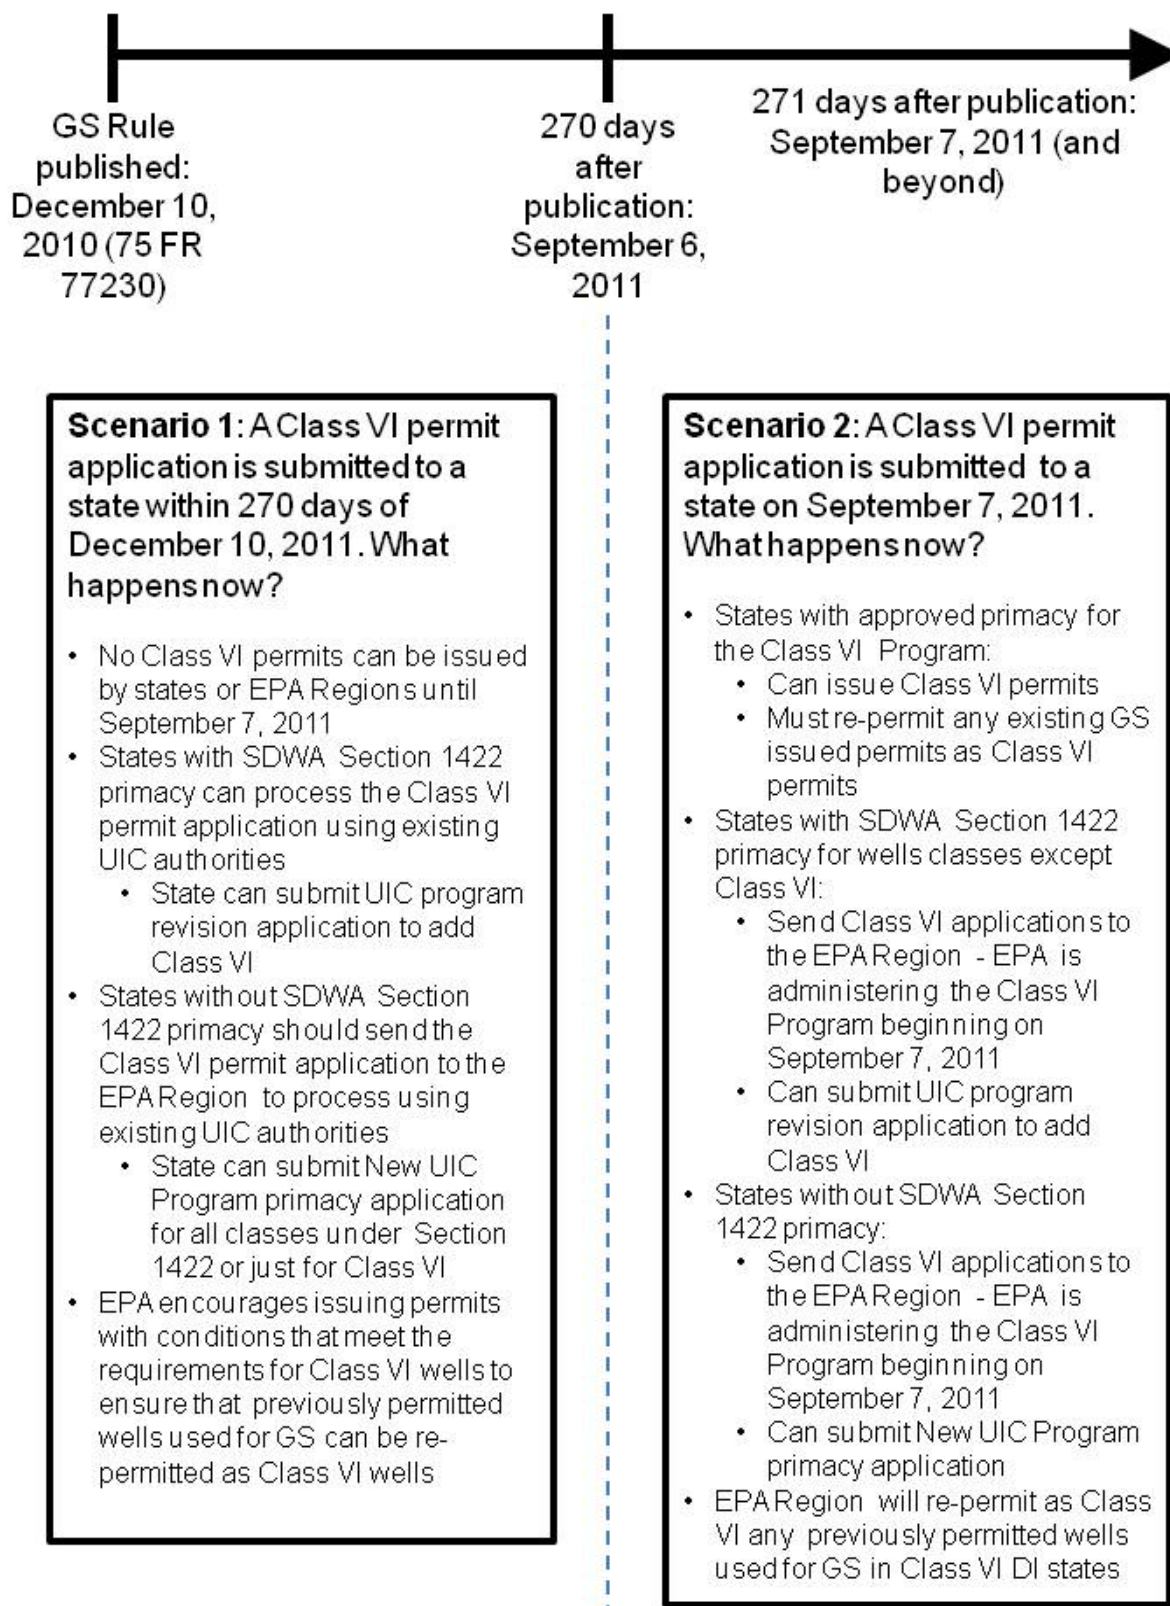 GS Rule
published:
December 10,
2010 (75 FR
77230)
270 days
after
publication:
September 6,
2011
271 days after publication:
September 7, 2011 (and
beyond)
Scenario 1: A Class VI permit
application is submitted to a
state within 270 days of
December 10, 2011. What
happens now?
• No Class VI permits can be issued
by states or EPA Regions until
September 7, 2011
• States with SDWA Section 1422
primacy can process the Class VI
permit application using existing
UIC authorities
• State can submit UIC program
revision application to add
Class VI
• States without SDWA Section
1422 primacy should send the
Class VI permit application to the
EPA Region to process using
existing UIC authorities
• State can submit New UIC
Program primacy application
for all classes under Section
1422 or just for Class VI
• EPA encourages issuing permits
with conditions that meet the
requirements for Class VI wells to
ensure that previously permitted
wells used for GS can be re-
permitted as Class VI wells
Scenario 2: A Class VI permit
application is submitted to a
state on September 7, 2011.
What happens now?
• States with approved primacy for
the Class VI Program:
• Can issue Class VI permits
• Must re-permit any existing GS
issued permits as Class VI
permits
• States with SDWA Section 1422
primacy for wells classes except
Class VI:
• Send Class VI applications to
the EPA Region - EPA is
administering the Class VI
Program beginning on
September 7, 2011
• Can submit UIC program
revision application to add
Class VI
• States without SDWA Section
1422 primacy:
• Send Class VI applications to
the EPA Region - EPA is
administering the Class VI
Program beginning on
September 7, 2011
• Can submit New UIC Program
primacy application
• EPA Region will re-permit as Class
VI any previously permitted wells
used for GS in Class VI DI states